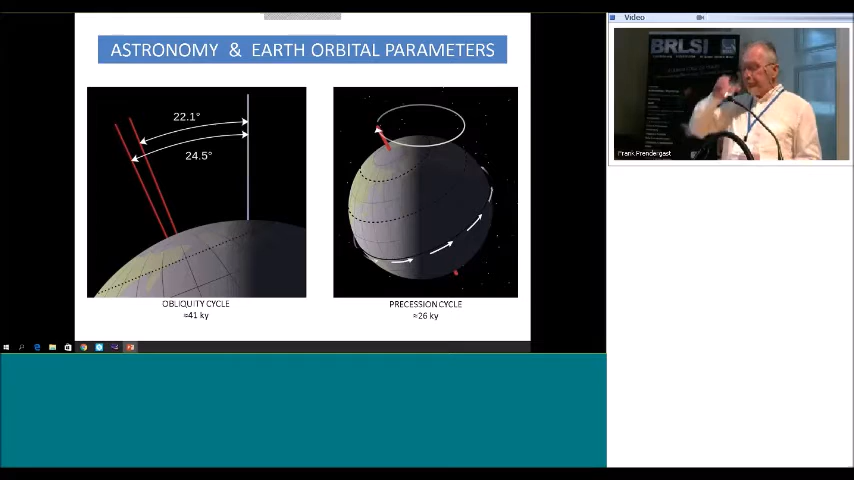 ASTRONOMY & EARTH ORBITAL PARAMETERS
22.1°
24.5°
OBLIQUITY CYCLE
≈41 ky
PRECESSION CYCLE
≈26 ky
Video
BRLSI
Frank Prendergast